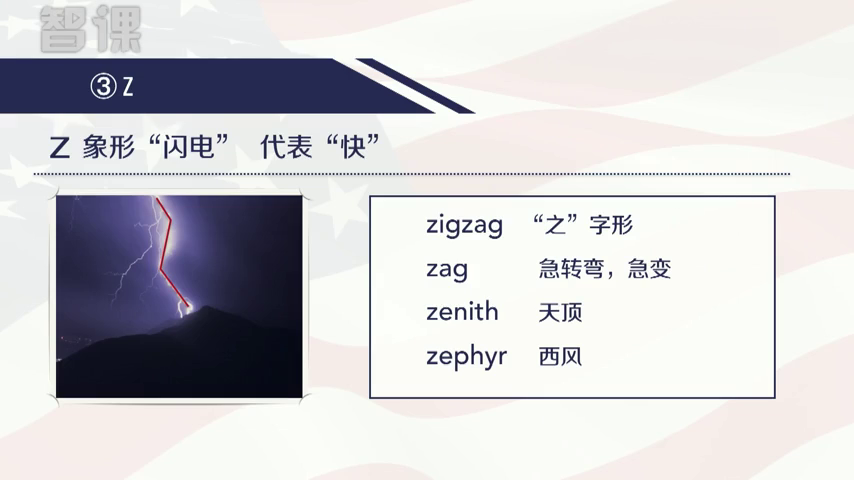 智课
③ Z
Z 象形“闪电” 代表“快”
zigzag “之”字形
zag 急转弯，急变
zenith 天顶
zephyr 西风